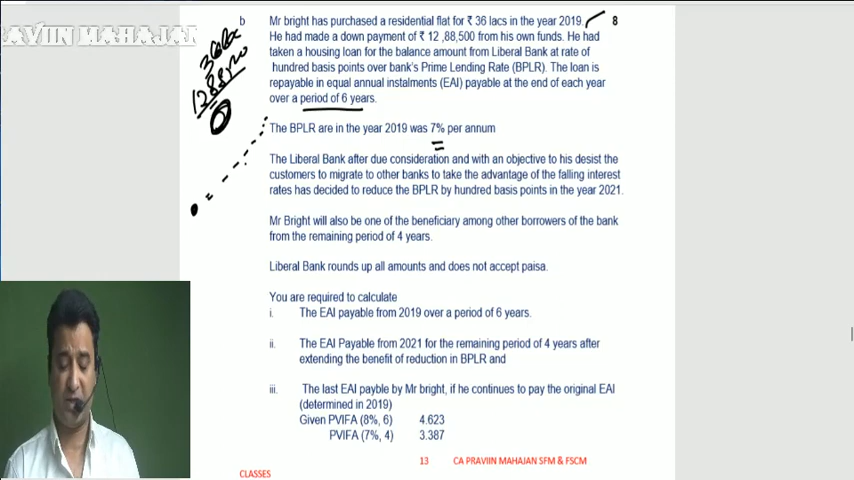 b Mr bright has purchased a residential flat for ₹ 36 lacs in the year 2019. 8
He had made a down payment of ₹ 12 ,88,500 from his own funds. He had
RAVIIN MAHAJAN
taken a housing loan for the balance amount from Liberal Bank at rate of
hundred basis points over bank's Prime Lending Rate (BPLR). The loan is
repayable in equal annual instalments (EAI) payable at the end of each year
over a period of 6 years.
The BPLR are in the year 2019 was 7% per annum
The Liberal Bank after due consideration and with an objective to his desist the
customers to migrate to other banks to take the advantage of the falling interest
rates has decided to reduce the BPLR by hundred basis points in the year 2021.
Mr Bright will also be one of the beneficiary among other borrowers of the bank
from the remaining period of 4 years.
Liberal Bank rounds up all amounts and does not accept paisa.
You are required to calculate
i. The EAI payable from 2019 over a period of 6 years.
ii. The EAI Payable from 2021 for the remaining period of 4 years after
extending the benefit of reduction in BPLR and
iii. The last EAI payble by Mr bright, if he continues to pay the original EAI
(determined in 2019)
Given PVIFA (8%, 6) 4.623
PVIFA (7%, 4) 3.387
13 CA PRAVIIN MAHAJAN SFM & FSCM
CLASSES